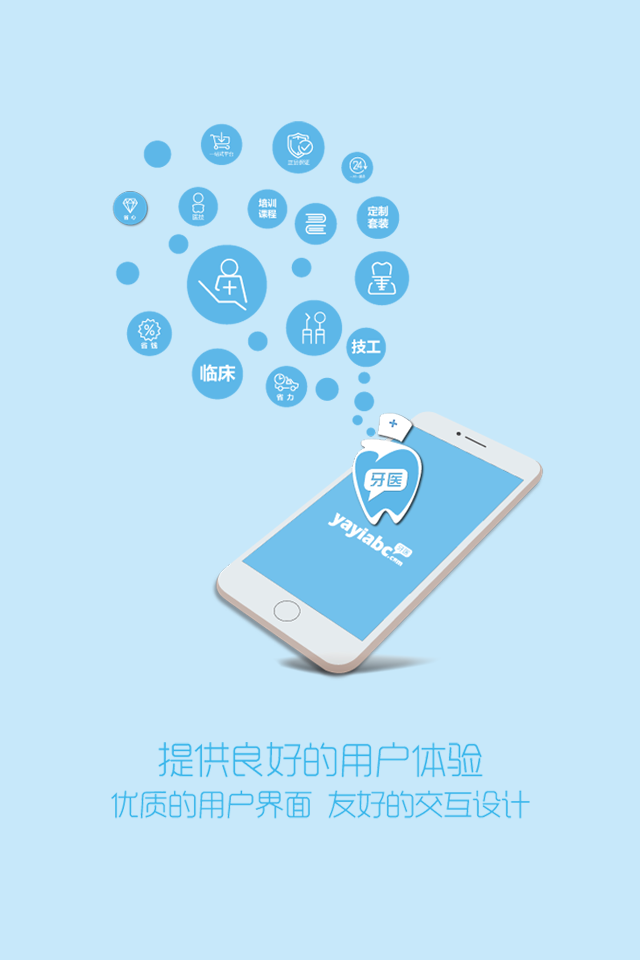 一站式平台
正品保证
24
省心
医生
培训
课程
定制
套装
省钱
临床
省力
技工
牙医
yayiabc.com
提供良好的用户体验
优质的用户界面 友好的交互设计